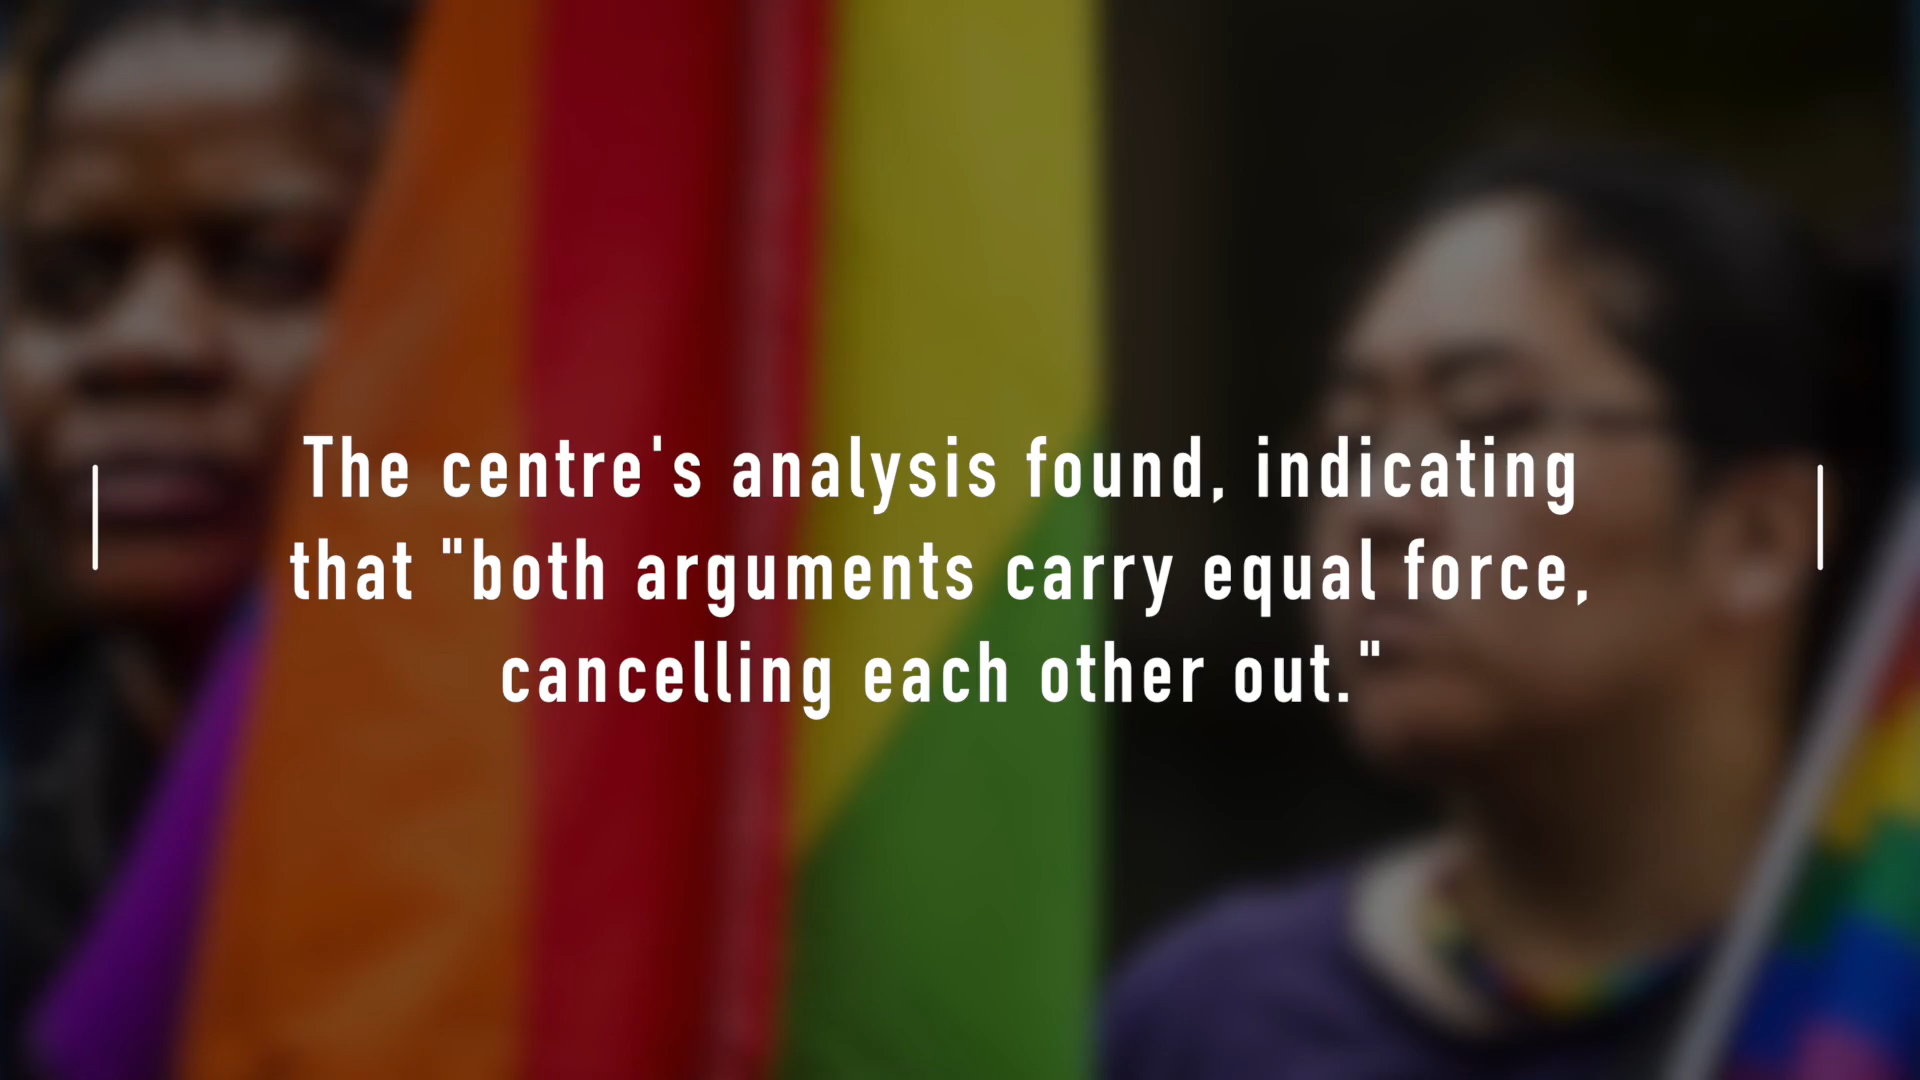 The centre's analysis found, indicating
that "both arguments carry equal force,
cancelling each other out."